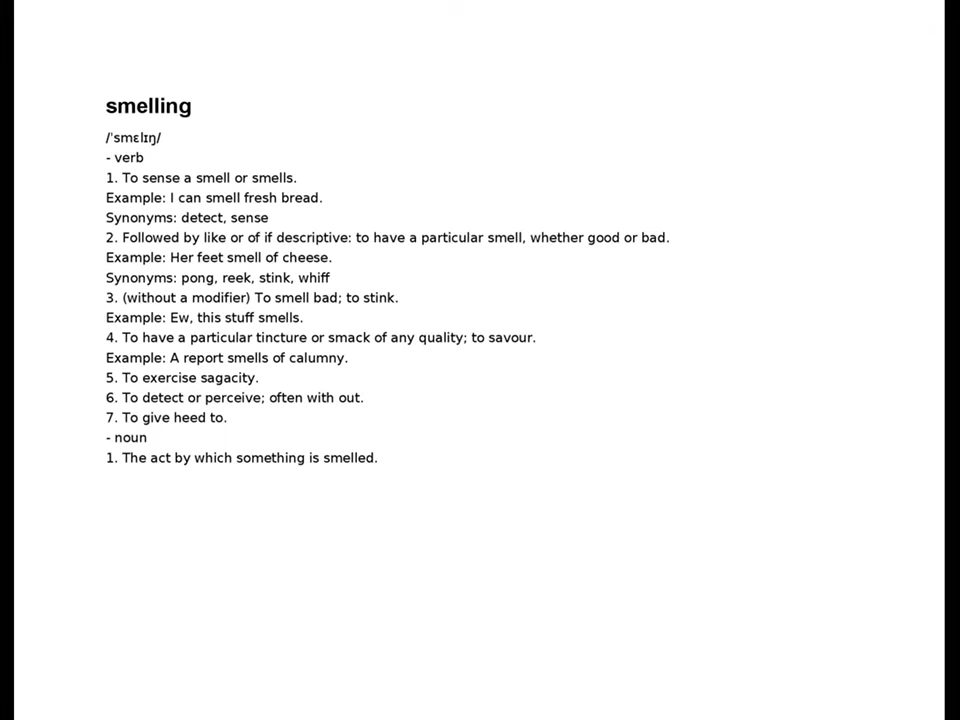 smelling
/ˈsmɛlɪŋ/
- verb
1. To sense a smell or smells.
Example: I can smell fresh bread.
Synonyms: detect, sense
2. Followed by like or of if descriptive: to have a particular smell, whether good or bad.
Example: Her feet smell of cheese.
Synonyms: pong, reek, stink, whiff
3. (without a modifier) To smell bad; to stink.
Example: Ew, this stuff smells.
4. To have a particular tincture or smack of any quality; to savour.
Example: A report smells of calumny.
5. To exercise sagacity.
6. To detect or perceive; often with out.
7. To give heed to.
- noun
1. The act by which something is smelled.